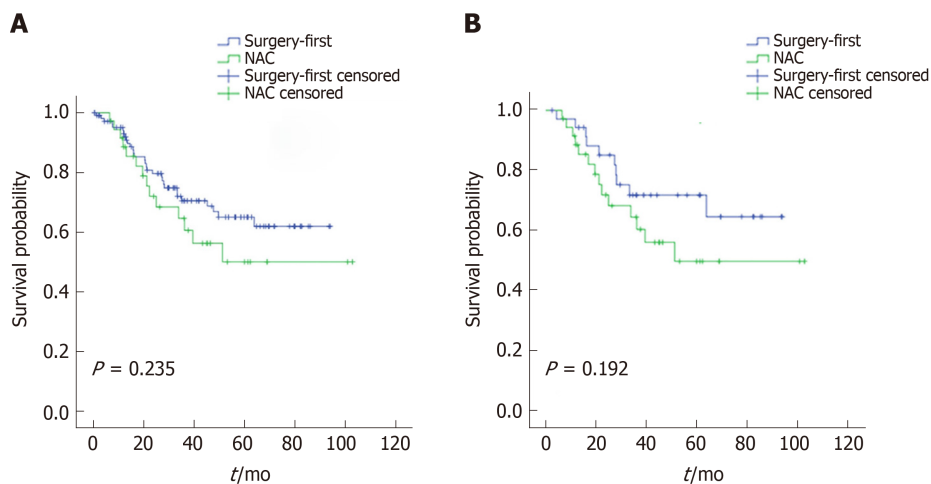 A
Surgery-first
NAC
Surgery-first censored
NAC censored
Survival probability
1.0
0.8
0.6
0.4
0.2
0.0
P = 0.235
0 20 40 60 80 100 120
t/mo
B
Surgery-first
NAC
Surgery-first censored
NAC censored
Survival probability
1.0
0.8
0.6
0.4
0.2
0.0
P = 0.192
0 20 40 60 80 100 120
t/mo